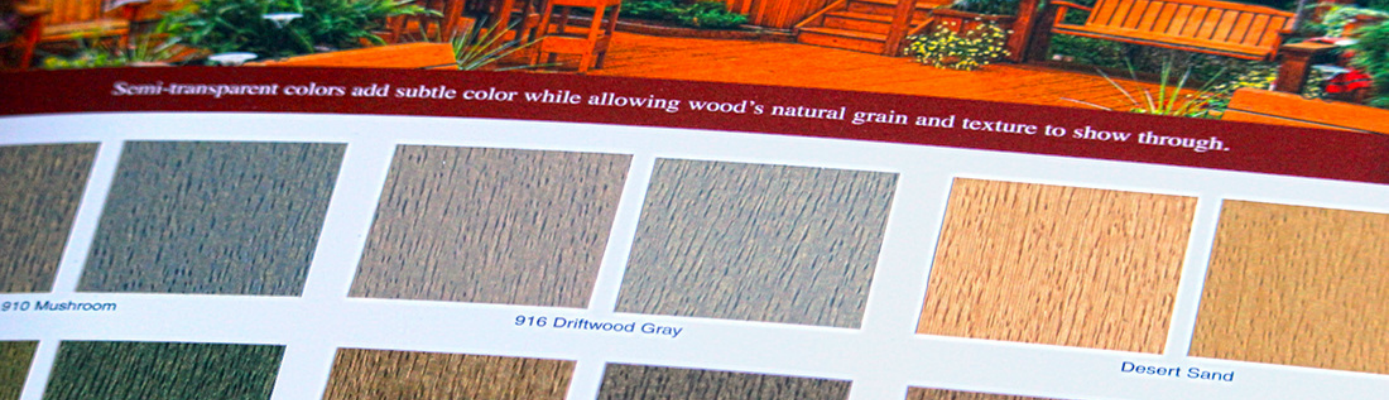 Semi-transparent colors add subtle color while allowing wood's natural grain and texture to show through.
910 Mushroom
916 Driftwood Gray
Desert Sand